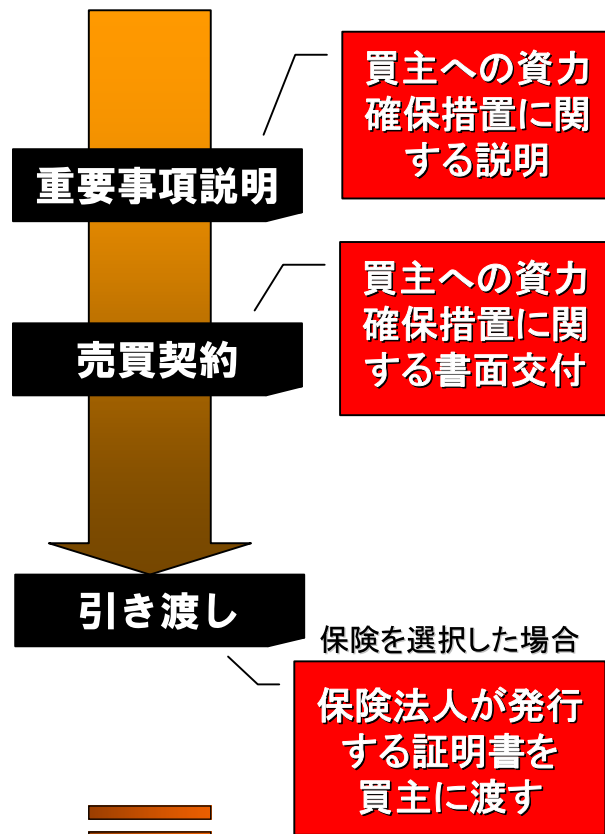 買主への資力
確保措置に関
する説明
重要事項説明
買主への資力
確保措置に関
する書面交付
売買契約
引き渡し
保険を選択した場合
保険法人が発行
する証明書を
買主に渡す